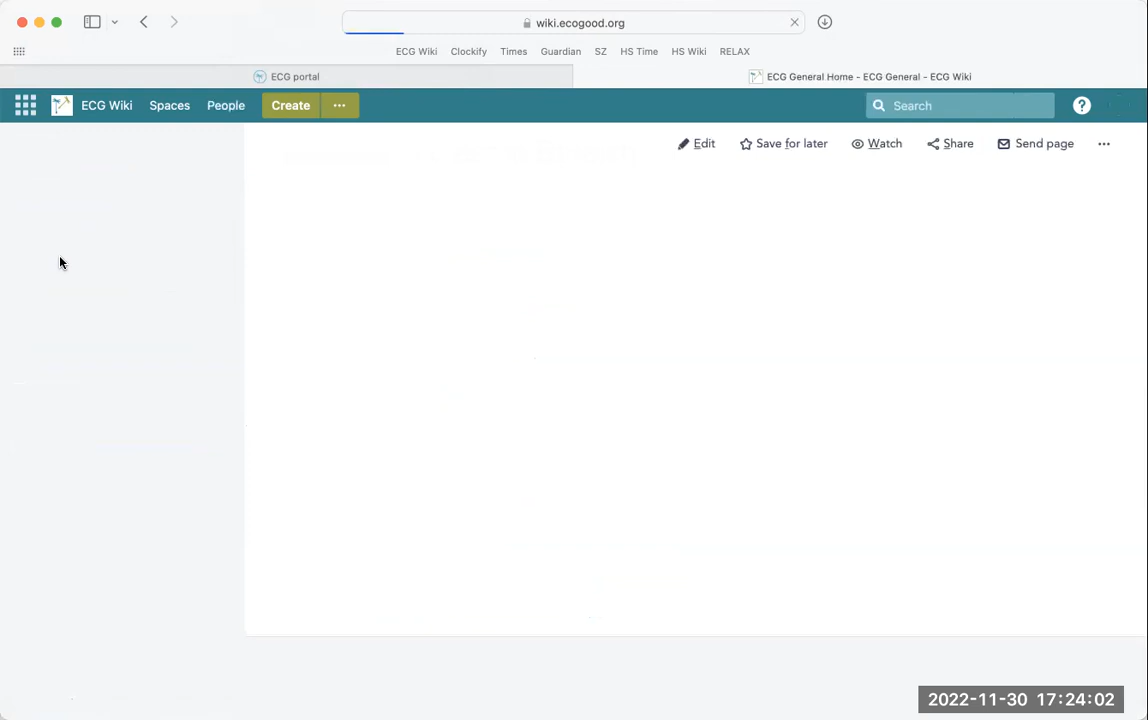 wiki.ecogood.org
ECG Wiki Clockify Times Guardian SZ HS Time HS Wiki RELAX
ECG portal ECG General Home - ECG General - ECG Wiki
ECG Wiki Spaces People Create ··· Search
Edit Save for later Watch Share Send page ···
2022-11-30 17:24:02